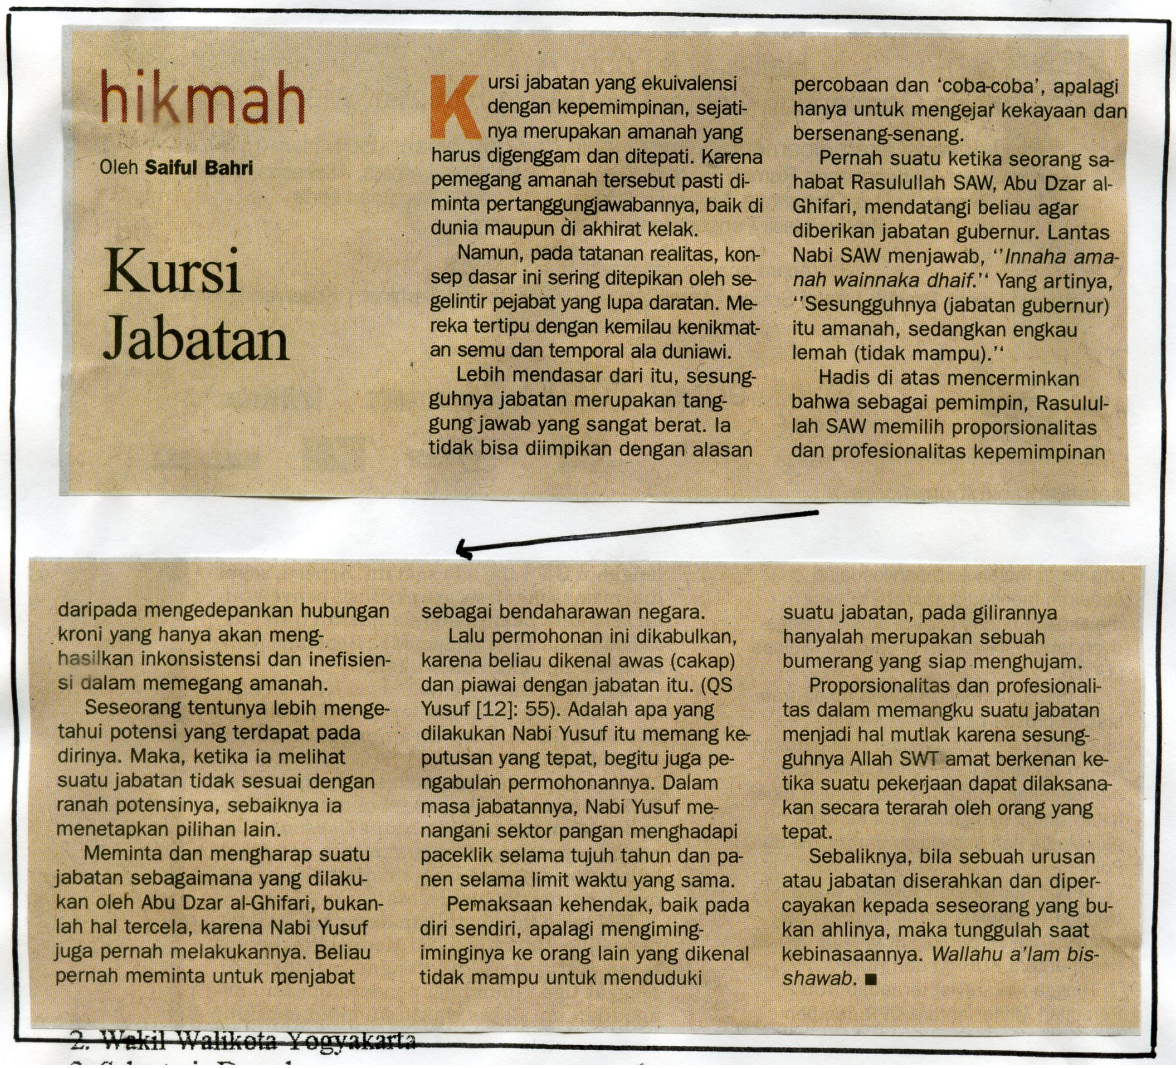 hikmah
Oleh Saiful Bahri
Kursi
Jabatan
Kursi jabatan yang ekuivalensi
dengan kepemimpinan, sejati-
nya merupakan amanah yang
harus digenggam dan ditepati. Karena
pemegang amanah tersebut pasti di-
minta pertanggungjawabannya, baik di
dunia maupun di akhirat kelak.
Namun, pada tatanan realitas, kon-
sep dasar ini sering ditepikan oleh se-
gelintir pejabat yang lupa daratan. Me-
reka tertipu dengan kemilau kenikmat-
an semu dan temporal ala duniawi.
Lebih mendasar dari itu, sesung-
guhnya jabatan merupakan tang-
gung jawab yang sangat berat. Ia
tidak bisa diimpikan dengan alasan
percobaan dan 'coba-coba', apalagi
hanya untuk mengejar kekayaan dan
bersenang-senang.
Pernah suatu ketika seorang sa-
habat Rasulullah SAW, Abu Dzar al-
Ghifari, mendatangi beliau agar
diberikan jabatan gubernur. Lantas
Nabi SAW menjawab, ''Innaha ama-
nah wainnaka dhaif.'' Yang artinya,
''Sesungguhnya (jabatan gubernur)
itu amanah, sedangkan engkau
lemah (tidak mampu).''
Hadis di atas mencerminkan
bahwa sebagai pemimpin, Rasulul-
lah SAW memilih proporsionalitas
dan profesionalitas kepemimpinan
daripada mengedepankan hubungan
kroni yang hanya akan meng-
hasilkan inkonsistensi dan inefisien-
si dalam memegang amanah.
Seseorang tentunya lebih menge-
tahui potensi yang terdapat pada
dirinya. Maka, ketika ia melihat
suatu jabatan tidak sesuai dengan
ranah potensinya, sebaiknya ia
menetapkan pilihan lain.
Meminta dan mengharap suatu
jabatan sebagaimana yang dilaku-
kan oleh Abu Dzar al-Ghifari, bukan-
lah hal tercela, karena Nabi Yusuf
juga pernah melakukannya. Beliau
pernah meminta untuk menjabat
sebagai bendaharawan negara.
Lalu permohonan ini dikabulkan,
karena beliau dikenal awas (cakap)
dan piawai dengan jabatan itu. (QS
Yusuf [12]: 55). Adalah apa yang
dilakukan Nabi Yusuf itu memang ke-
putusan yang tepat, begitu juga pe-
ngabulan permohonannya. Dalam
masa jabatannya, Nabi Yusuf me-
nangani sektor pangan menghadapi
paceklik selama tujuh tahun dan pa-
nen selama limit waktu yang sama.
Pemaksaan kehendak, baik pada
diri sendiri, apalagi mengiming-
iminginya ke orang lain yang dikenal
tidak mampu untuk menduduki
suatu jabatan, pada gilirannya
hanyalah merupakan sebuah
bumerang yang siap menghujam.
Proporsionalitas dan profesionali-
tas dalam memangku suatu jabatan
menjadi hal mutlak karena sesung-
guhnya Allah SWT amat berkenan ke-
tika suatu pekerjaan dapat dilaksana-
kan secara terarah oleh orang yang
tepat.
Sebaliknya, bila sebuah urusan
atau jabatan diserahkan dan diper-
cayakan kepada seseorang yang bu-
kan ahlinya, maka tunggulah saat
kebinasaannya. Wallahu a'lam bis-
shawab. ■
2. Wakil Walikota Yogyakarta